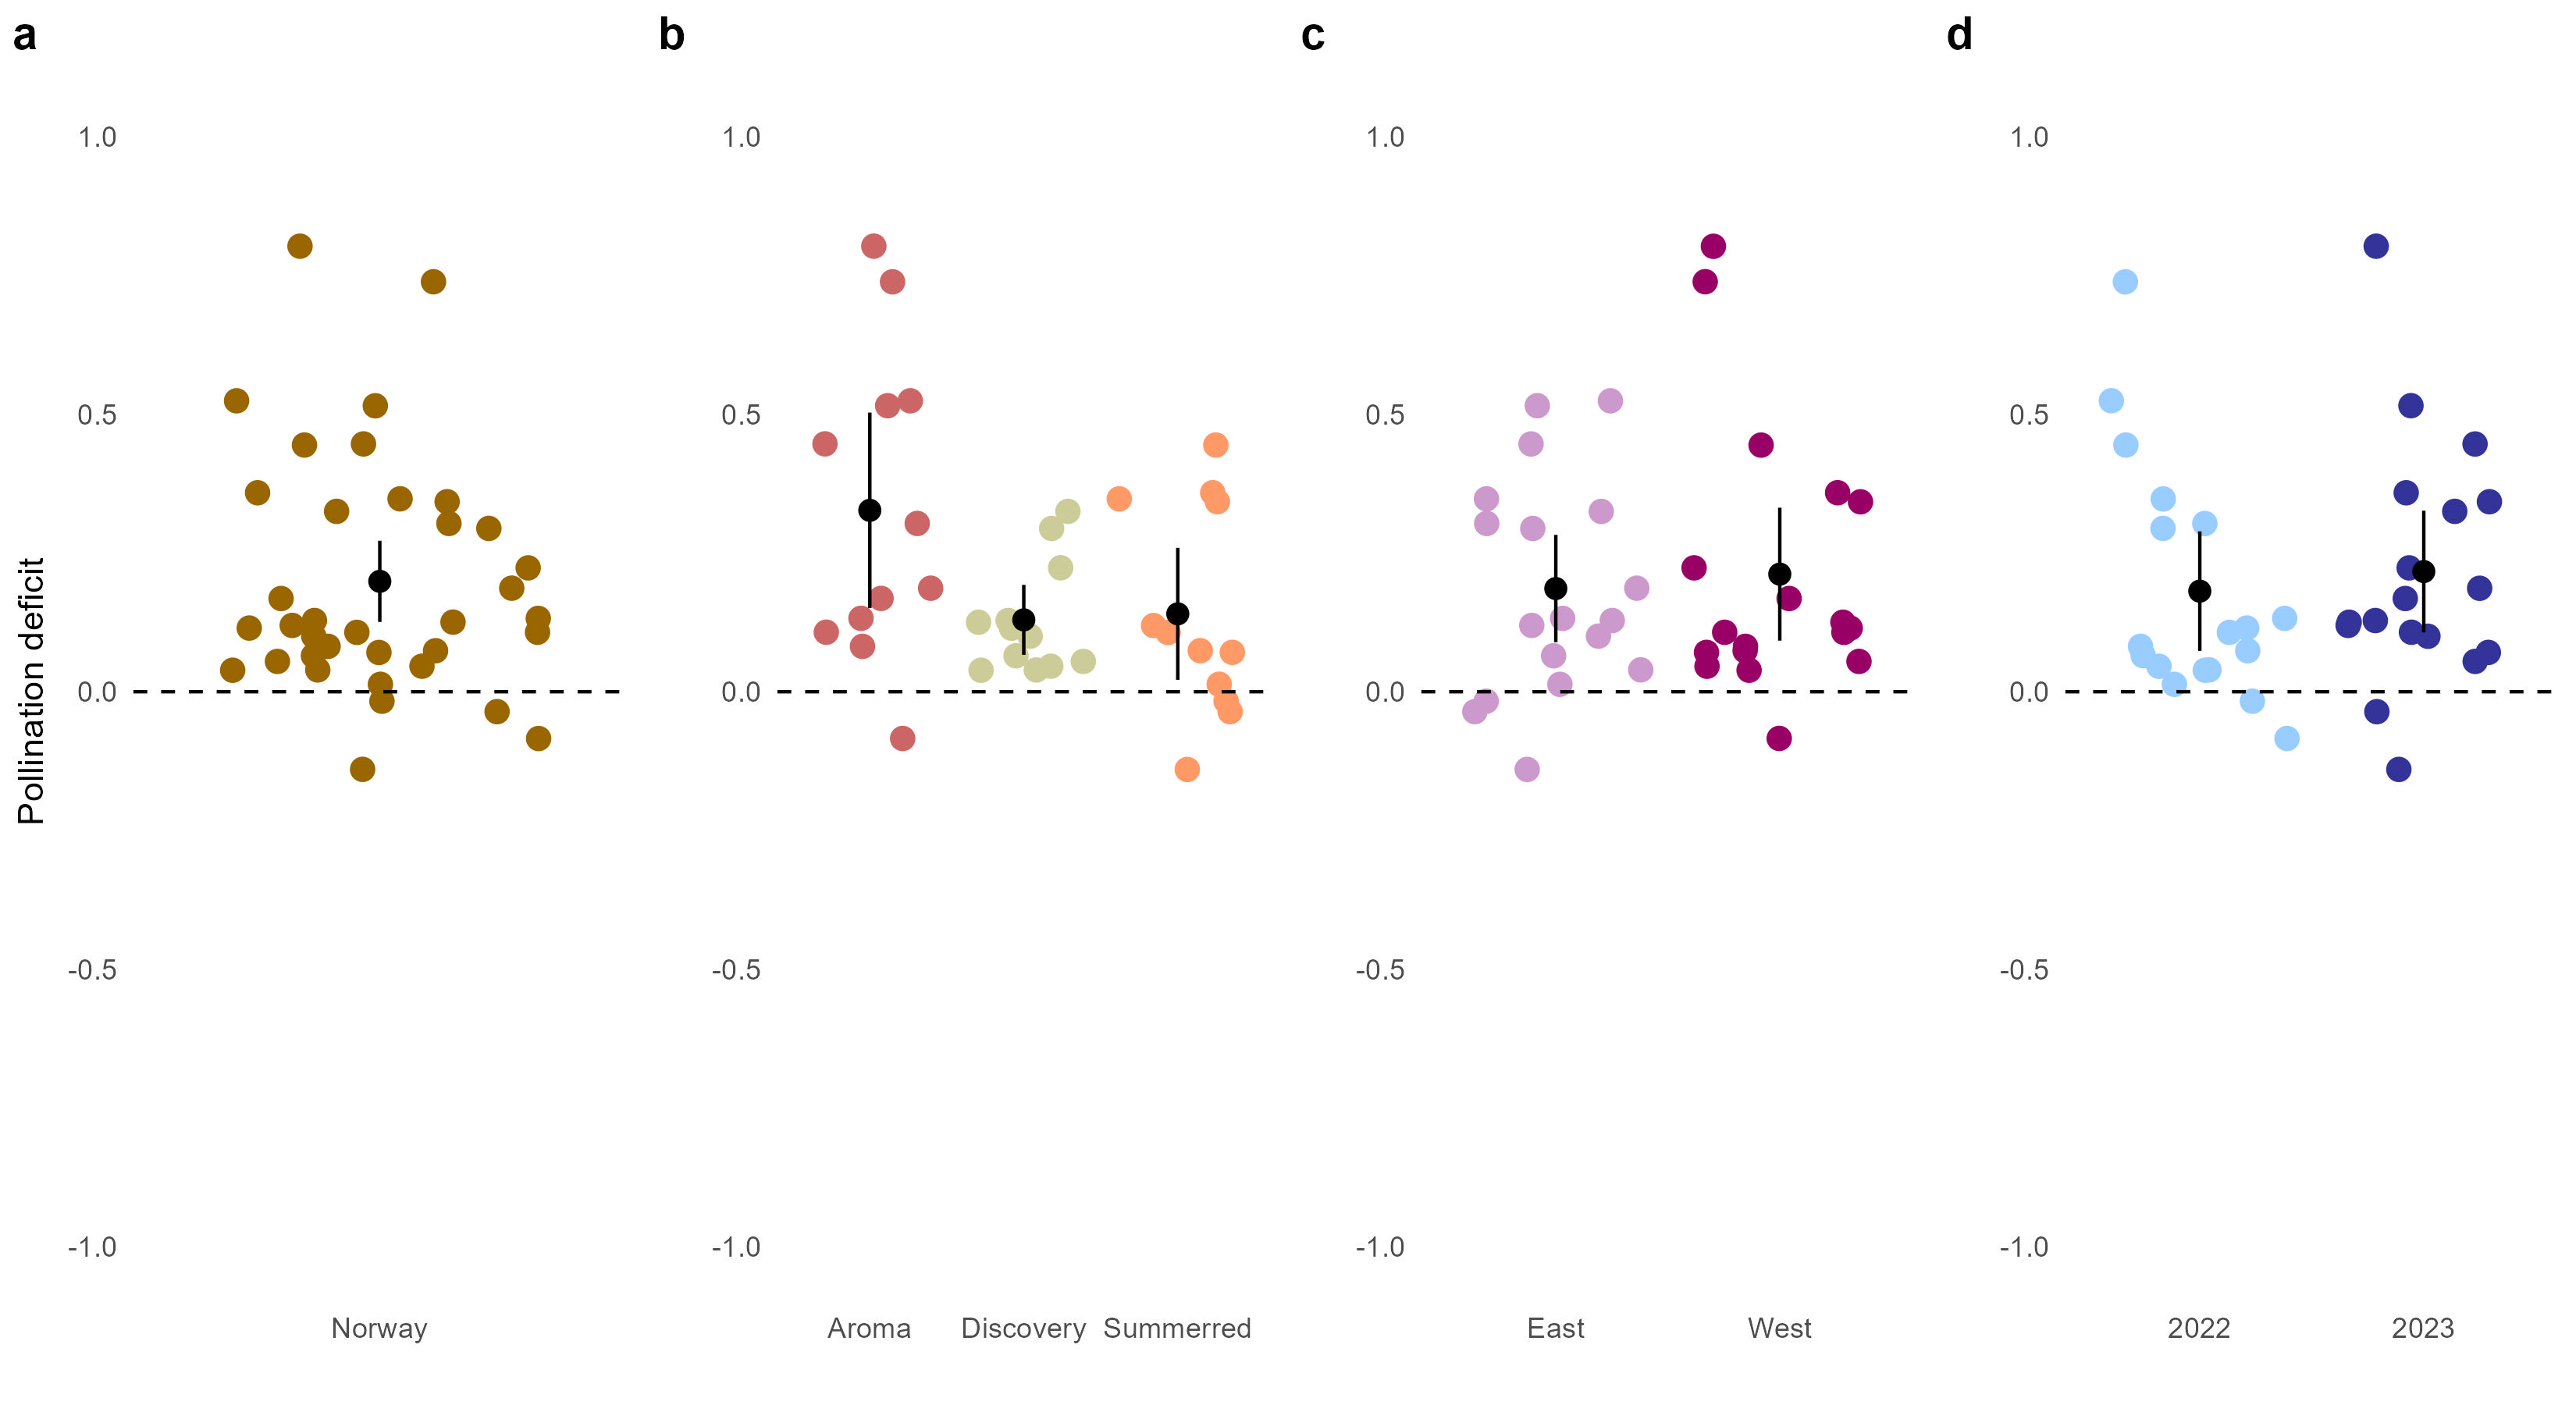 a b c d
1.0 1.0 1.0 1.0
0.5 0.5 0.5 0.5
Pollination deficit
0.0 0.0 0.0 0.0
-0.5 -0.5 -0.5 -0.5
-1.0 -1.0 -1.0 -1.0
Norway Aroma Discovery Summerred East West 2022 2023